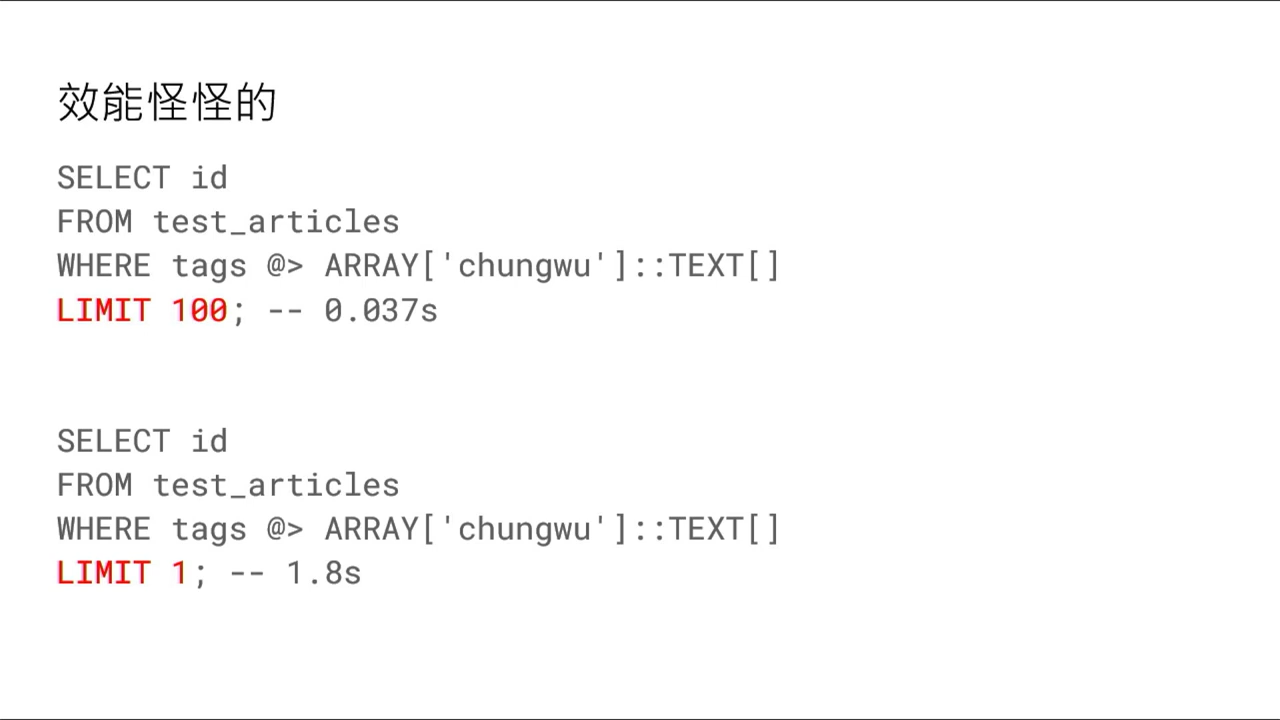 效能怪怪的
SELECT id
FROM test_articles
WHERE tags @> ARRAY['chungwu']::TEXT[]
LIMIT 100; -- 0.037s
SELECT id
FROM test_articles
WHERE tags @> ARRAY['chungwu']::TEXT[]
LIMIT 1; -- 1.8s